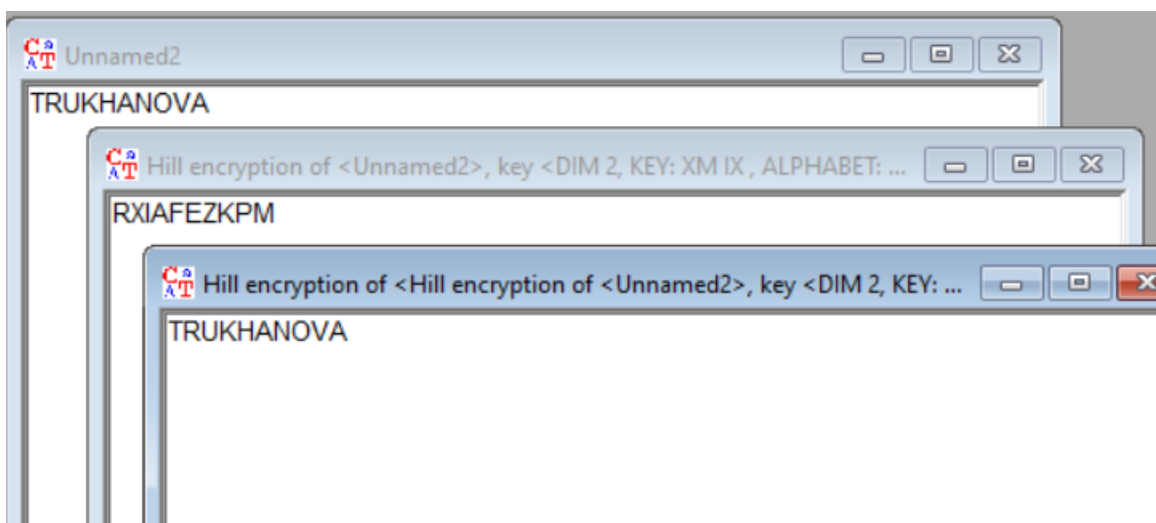 Unnamed2
TRUKHANOVA
Hill encryption of <Unnamed2>, key <DIM 2, KEY: XM IX , ALPHABET: ...
RXIAFEZKPM
Hill encryption of <Hill encryption of <Unnamed2>, key <DIM 2, KEY: ...
TRUKHANOVA